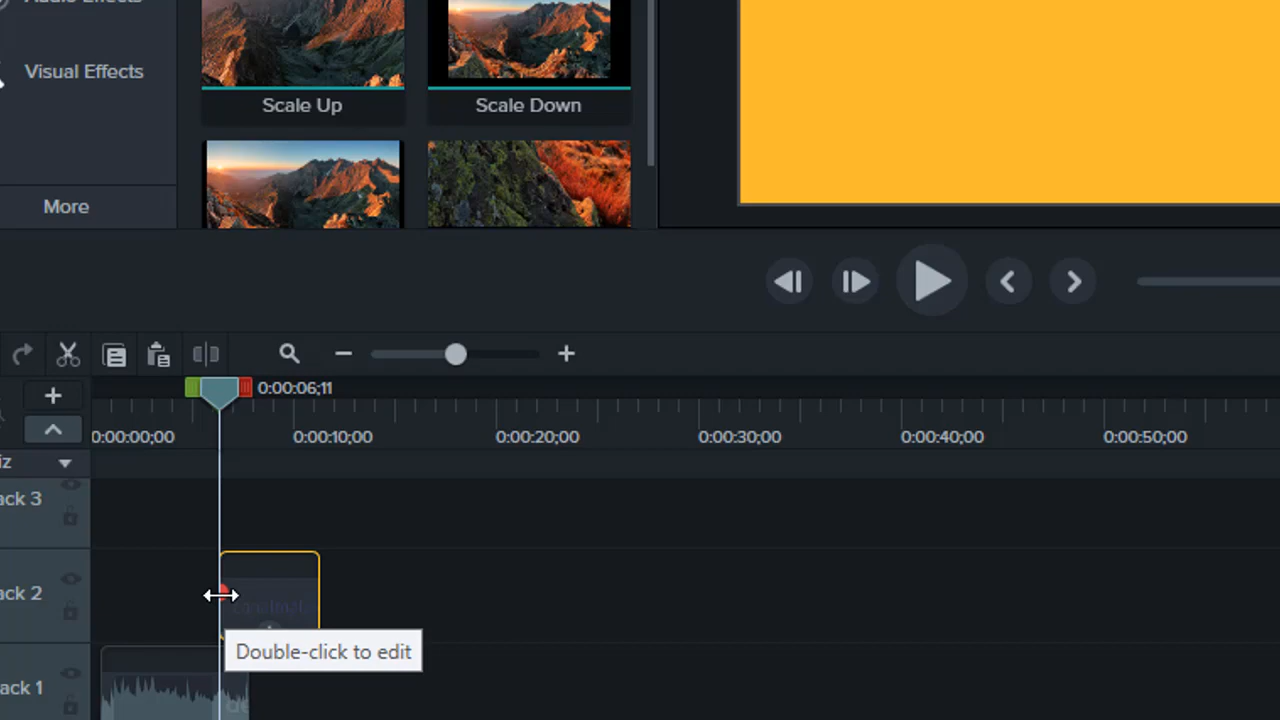 Visual Effects
Scale Up
Scale Down
More
0:00:06;11
0:00:00;00 0:00:10;00 0:00:20;00 0:00:30;00 0:00:40;00 0:00:50;00
iz
ack 3
ack 2
Double-click to edit
ack 1